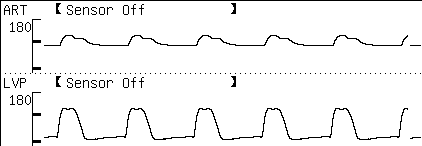 ART 【 Sensor Off 】
180
LVP 【 Sensor Off 】
180